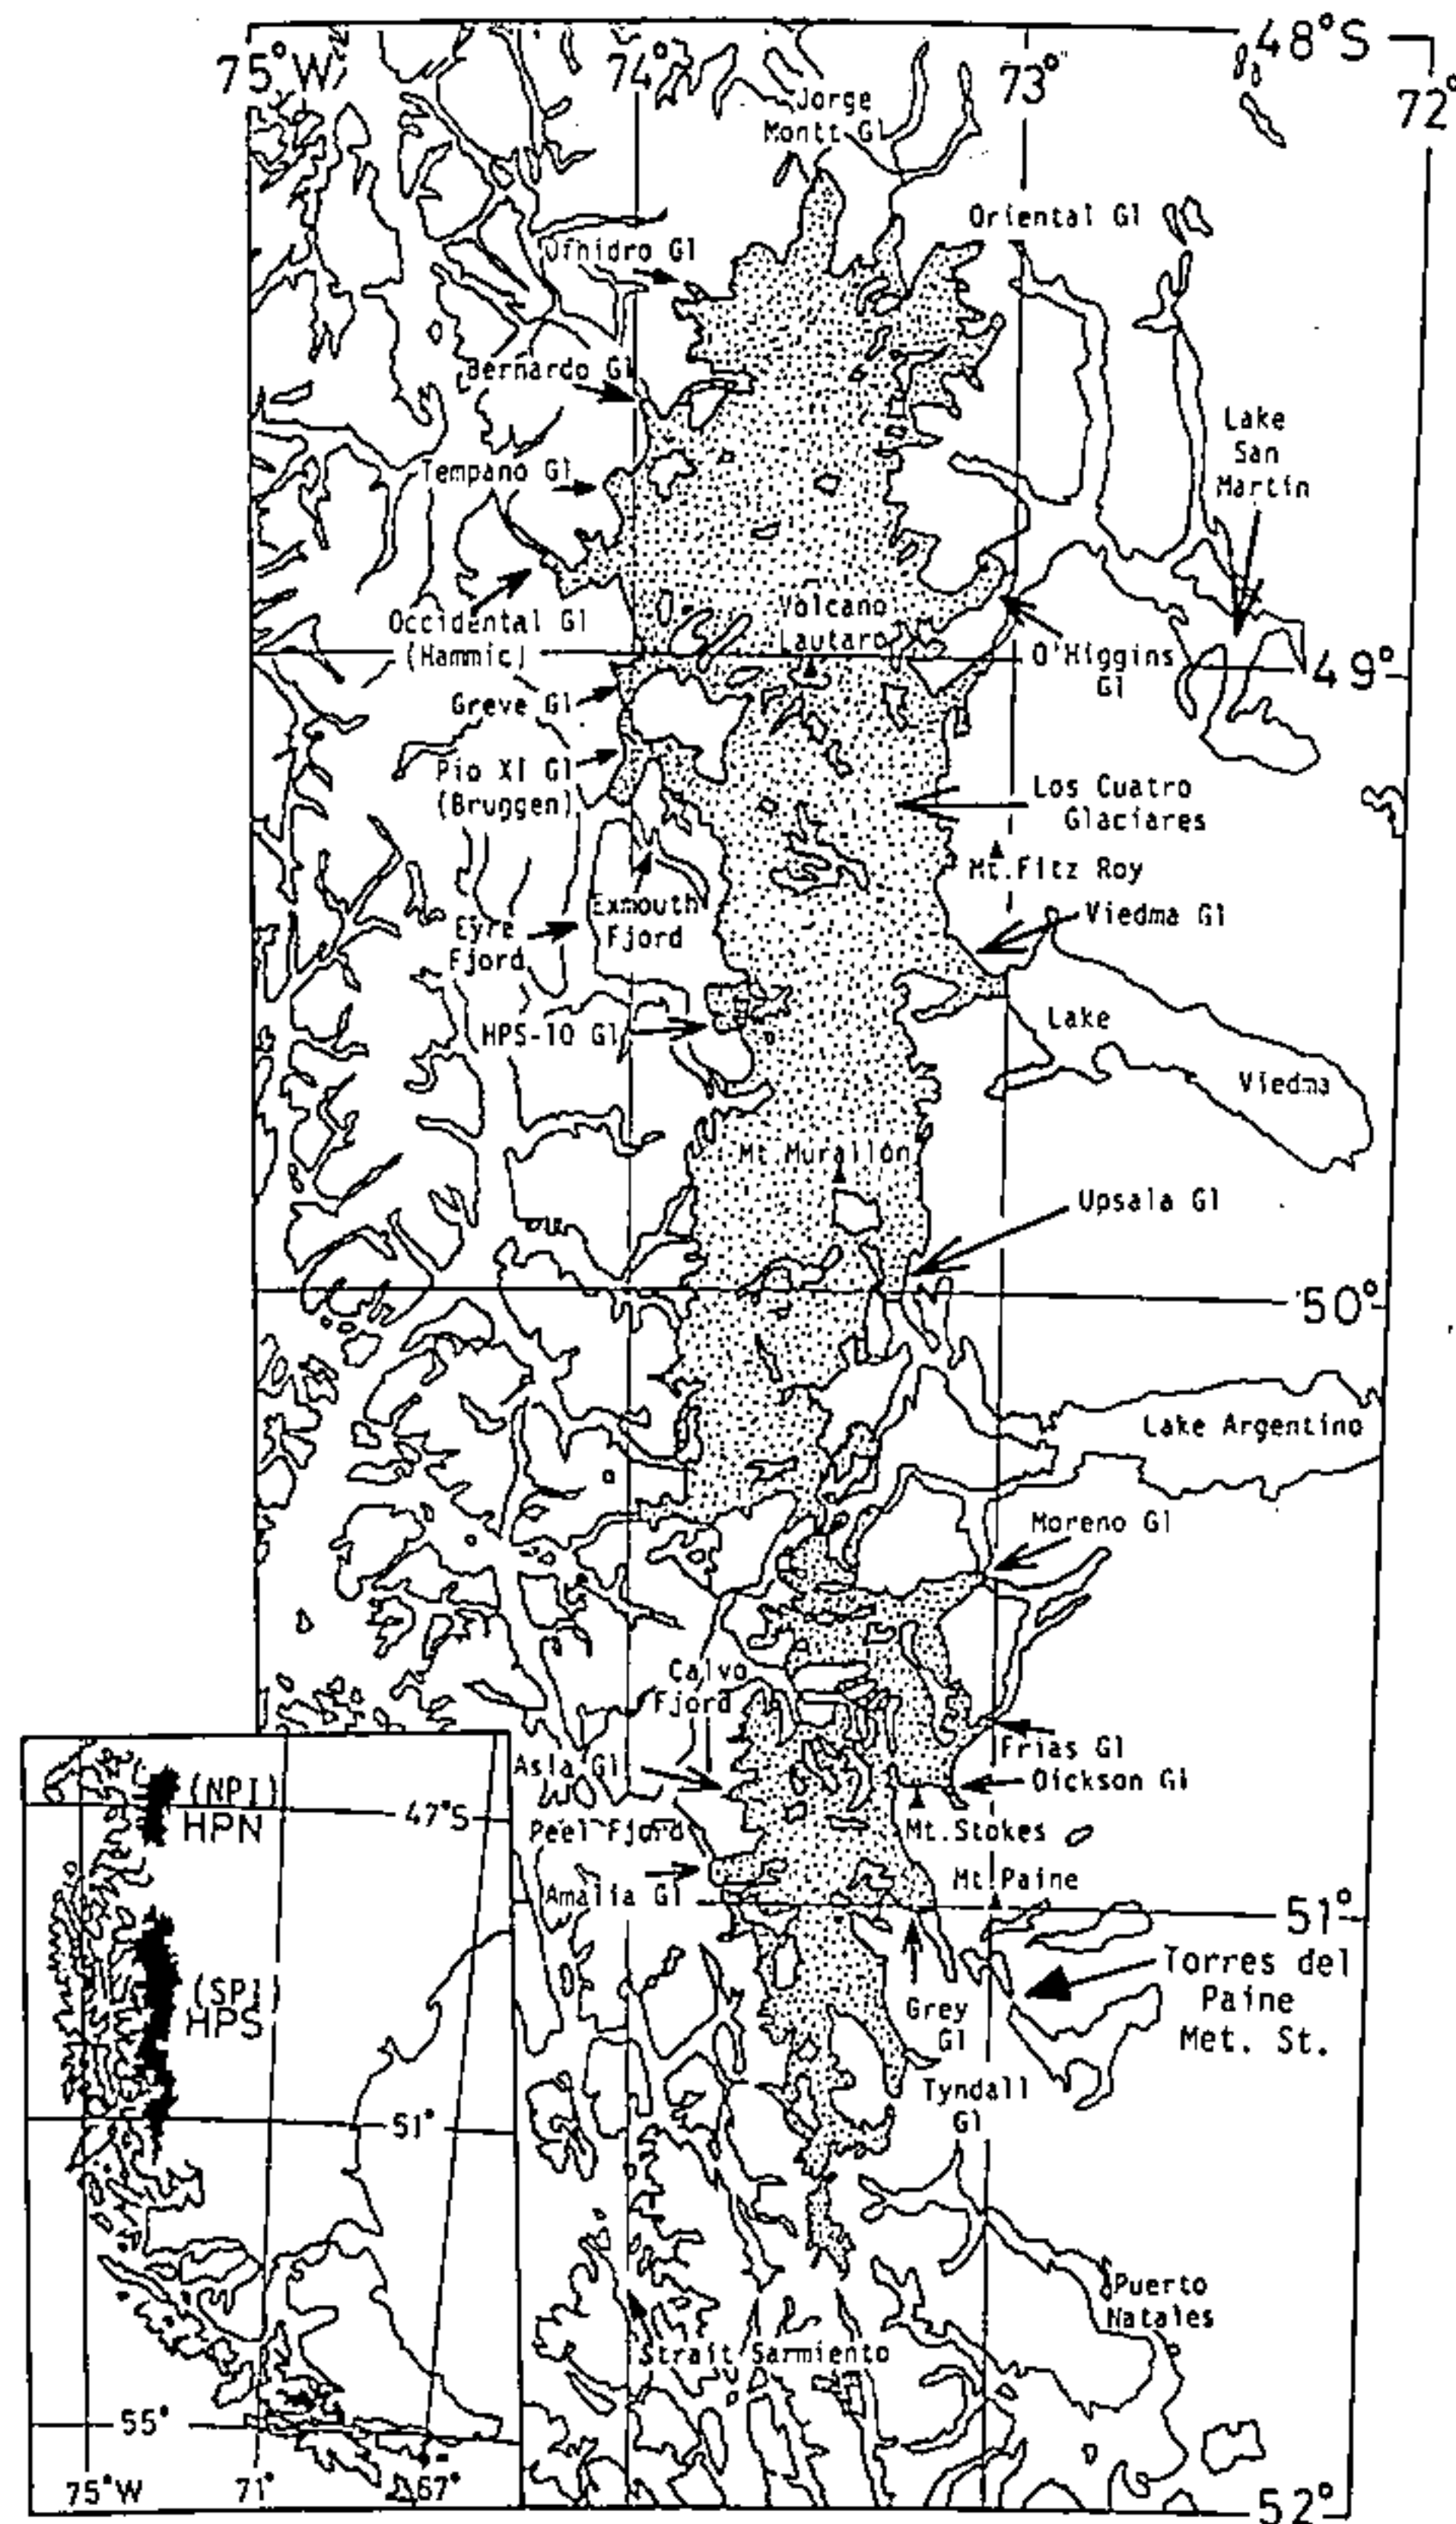 75°W
74°
73°
48°S
72°
Jorge
Montt Gl
Oriental Gl
Ofhidro Gl
Bernardo Gl
Tempano Gl
Lake
San
Martin
Occidental Gl
(Hammic)
Volcano
Lautaro
O'Higgins
Gl
49°
Greve Gl
Pio XI Gl
(Bruggen)
Los Cuatro
Glaciares
Mt.Fitz Roy
Exmouth
Fjord
Eyre
Fjord
Viedma Gl
HPS-10 Gl
Lake
Viedma
Mt.Murallón
Upsala Gl
50°
Lake Argentino
Moreno Gl
Calvo
Fjord
Frias Gl
Asia Gl
Dickson Gl
Peel Fjord
Mt.Stokes
Amalia Gl
Mt.Paine
51°
Torres del
Paine
Met. St.
Grey
Gl
Tyndall
Gl
Puerto
Natales
Strait Sarmiento
52°
(NPI)
HPN
47°S
(SPI)
HPS
51°
55°
75°W
71°
67°